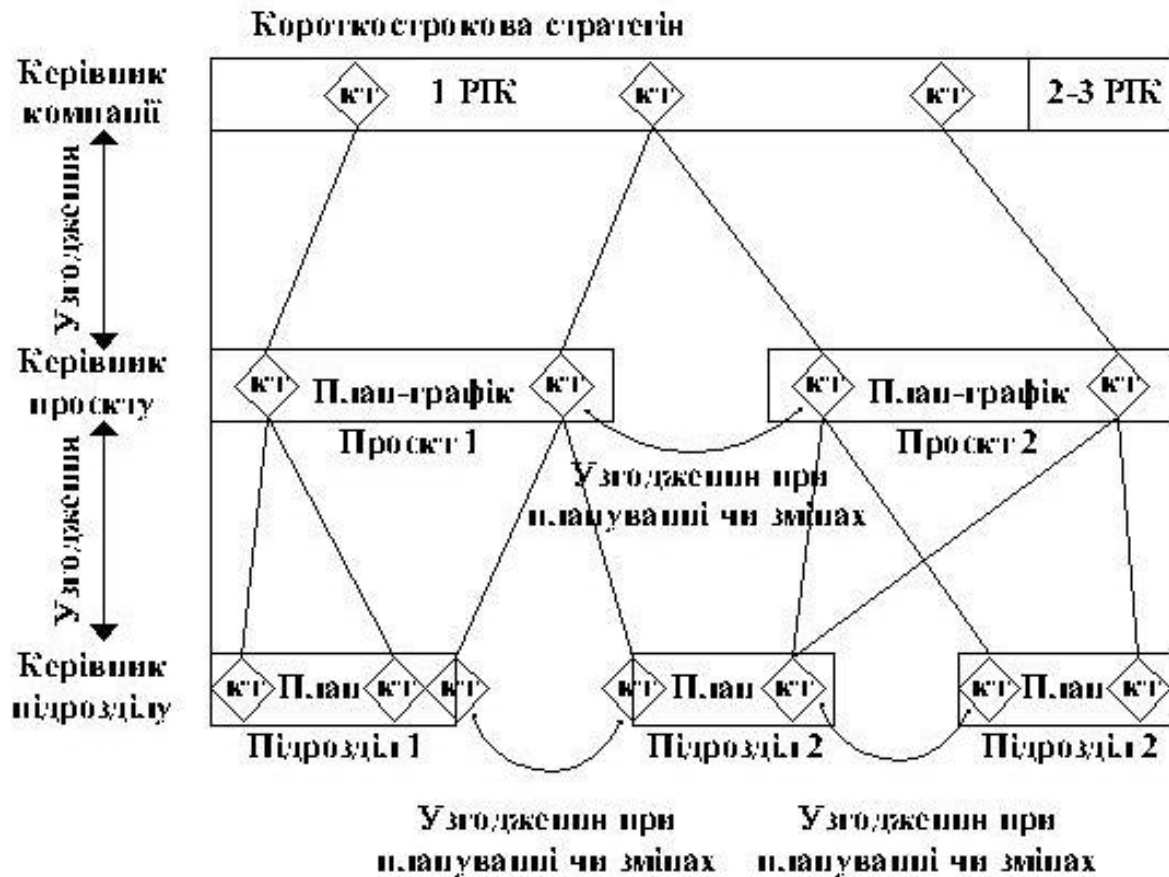 Короткострокова стратегія
Керівник
компанії
КТ
1 РІК
КТ
КТ
2-3 РІК
Узгодження
Керівник
проєкту
КТ
План-графік
КТ
КТ
План-графік
КТ
Проєкт 1
Проєкт 2
Узгодження при
плануванні чи змінах
Узгодження
Керівник
підрозділу
КТ
План
КТ
КТ
КТ
План
КТ
КТ
План
КТ
Підрозділ 1
Підрозділ 2
Підрозділ 2
Узгодження при
плануванні чи змінах
Узгодження при
плануванні чи змінах